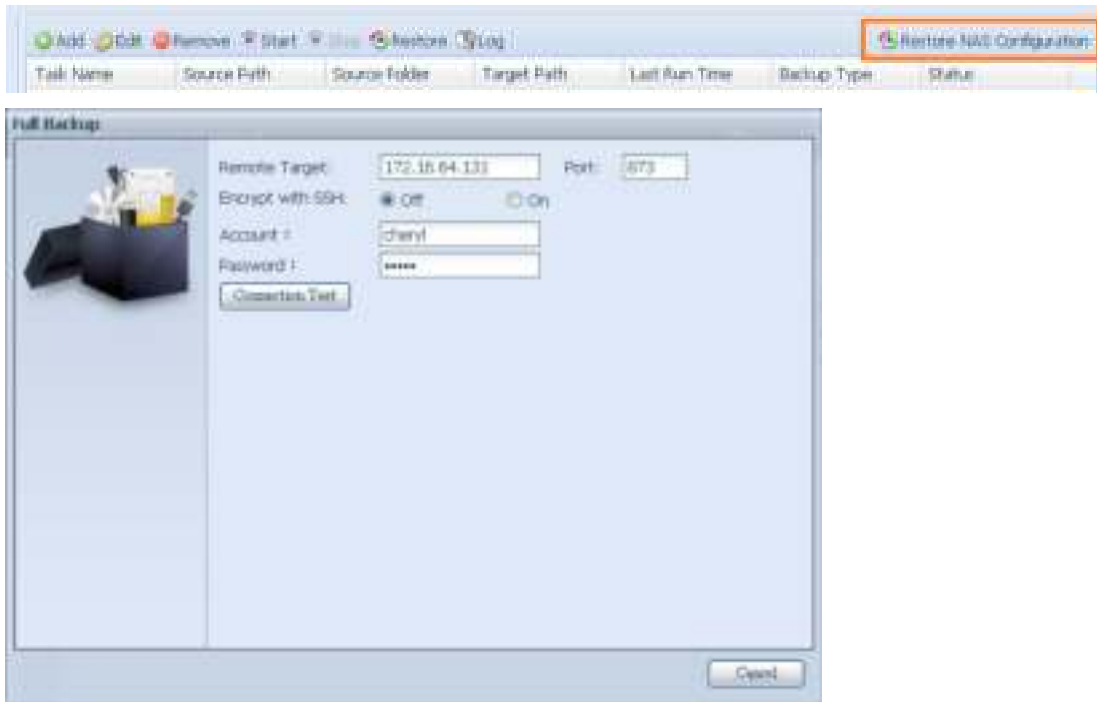 Add Edit Remove Start Stop Restore Log
Restore NAS Configuration
Task Name Source Path Source Folder Target Path Last Run Time Backup Type Status
Full Backup
Remote Target: 172.16.64.131 Port: 873
Encrypt with SSH: Off On
Account : cheryl
Password : •••••
Connection Test
Cancel